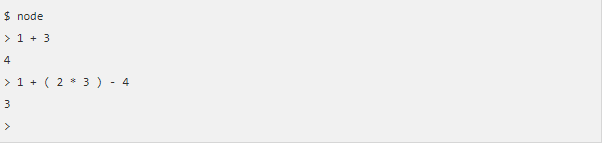 $ node
> 1 + 3
4
> 1 + ( 2 * 3 ) - 4
3
>